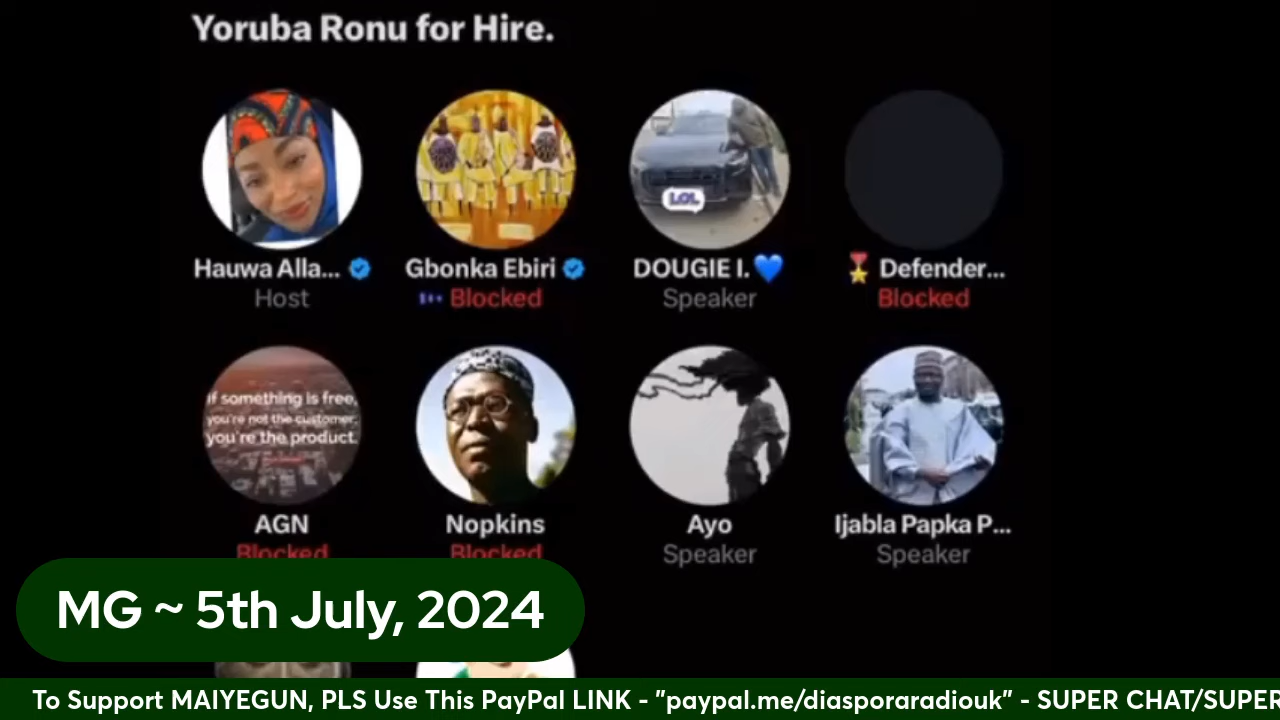 Yoruba Ronu for Hire.
LOL
Hauwa Alla... Gbonka Ebiri DOUGIE I.💙 🎖 Defender...
Host Blocked Speaker Blocked
If something is free,
you're not the customer;
you're the product.
AGN Nopkins Ayo Ijabla Papka P...
Blocked Blocked Speaker Speaker
MG ~ 5th July, 2024
To Support MAIYEGUN, PLS Use This PayPal LINK - "paypal.me/diasporaradiouk" - SUPER CHAT/SUPER